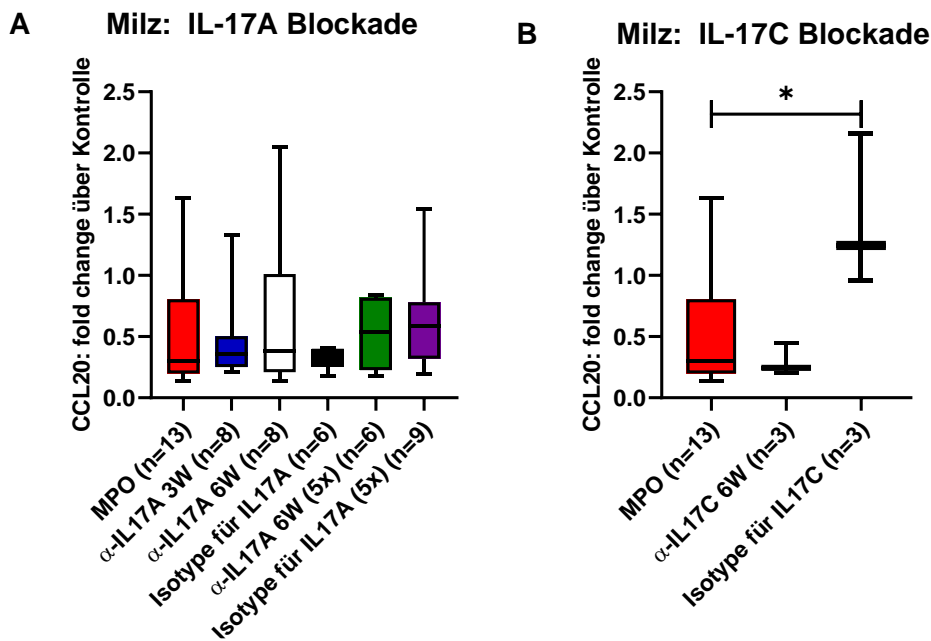 A
Milz: IL-17A Blockade
CCL20: fold change über Kontrolle
2.5
2.0
1.5
1.0
0.5
0.0
MPO (n=13)
α-IL17A 3W (n=8)
α-IL17A 6W (n=8)
Isotype für IL17A (n=6)
α-IL17A 6W (5x) (n=6)
Isotype für IL17A (5x) (n=9)
B
Milz: IL-17C Blockade
CCL20: fold change über Kontrolle
2.5
2.0
1.5
1.0
0.5
0.0
*
MPO (n=13)
α-IL17C 6W (n=3)
Isotype für IL17C (n=3)